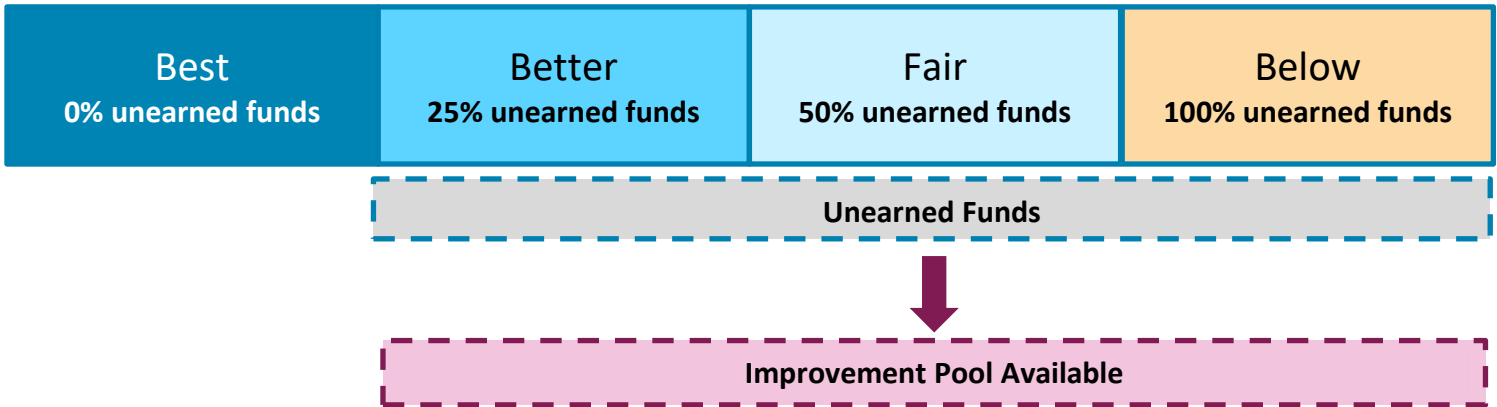 Best
0% unearned funds
Better
25% unearned funds
Fair
50% unearned funds
Below
100% unearned funds
Unearned Funds
Improvement Pool Available